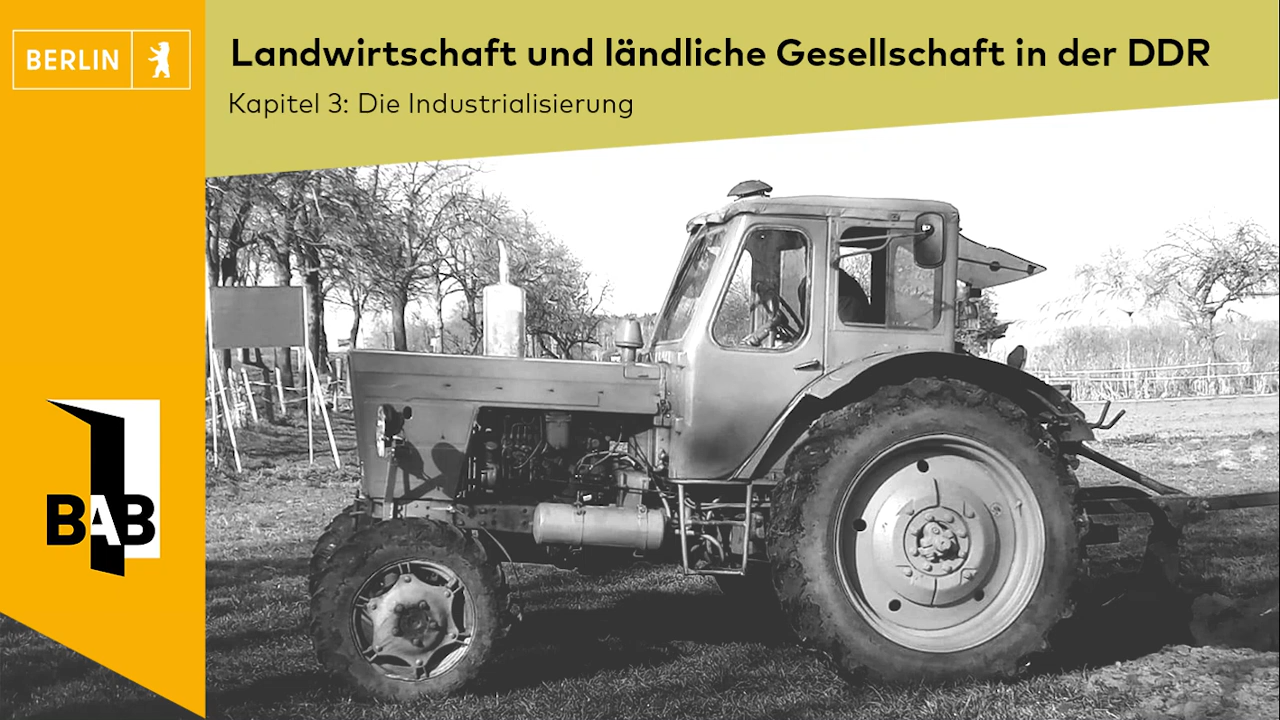 BERLIN
Landwirtschaft und ländliche Gesellschaft in der DDR
Kapitel 3: Die Industrialisierung
BAB